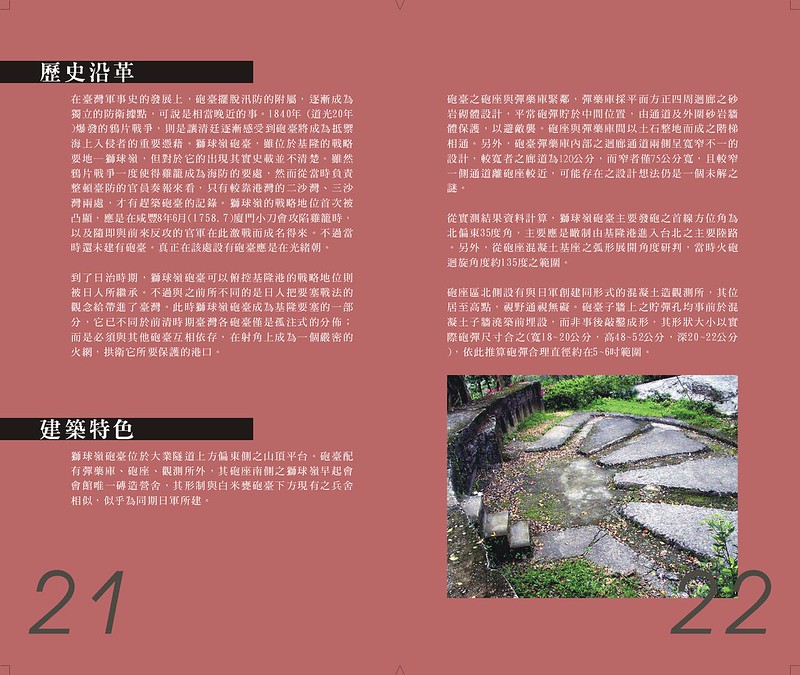 歷史沿革
在臺灣軍事史的發展上，砲臺擺脫汛防的附屬，逐漸成為
獨立的防衛據點，可說是相當晚近的事。1840年 (道光20年
)爆發的鴉片戰爭，則是讓清廷逐漸感受到砲臺將成為抵禦
海上入侵者的重要憑藉。獅球嶺砲臺，雖位於基隆的戰略
要地─獅球嶺，但對於它的出現其實史載並不清楚。雖然
鴉片戰爭一度使得雞籠成為海防的要處，然而從當時負責
整頓臺防的官員奏報來看，只有較靠港灣的二沙灣、三沙
灣兩處，才有趕築砲臺的記錄。獅球嶺的戰略地位首次被
凸顯，應是在咸豐8年6月(1758.7)廈門小刀會攻陷雞籠時，
以及隨即與前來反攻的官軍在此激戰而成名得來。不過當
時還未建有砲臺。真正在該處設有砲臺應是在光緒朝。
到了日治時期，獅球嶺砲臺可以俯控基隆港的戰略地位則
被日人所繼承。不過與之前所不同的是日人把要塞戰法的
觀念給帶進了臺灣。此時獅球嶺砲臺成為基隆要塞的一部
分，它已不同於前清時期臺灣各砲臺僅是孤注式的分佈；
而是必須與其他砲臺互相依存，在射角上成為一個嚴密的
火網，拱衛它所要保護的港口。
建築特色
獅球嶺砲臺位於大業隧道上方偏東側之山頂平台。砲臺配
有彈藥庫、砲座、觀測所外，其砲座南側之獅球嶺早起會
會館唯一磚造營舍，其形制與白米甕砲臺下方現有之兵舍
相似，似乎為同期日軍所建。
21
砲臺之砲座與彈藥庫緊鄰，彈藥庫採平面方正四周迴廊之砂
岩砌體設計，平常砲彈貯於中間位置，由通道及外圍砂岩牆
體保護，以避敵襲。砲座與彈藥庫間以土石整地而成之階梯
相通。另外，砲臺彈藥庫內部之迴廊通道兩側呈寬窄不一的
設計，較寬者之廊道為120公分，而窄者僅75公分寬，且較窄
一側通道離砲座較近，可能存在之設計想法仍是一個未解之
謎。
從實測結果資料計算，獅球嶺砲臺主要發砲之首線方位角為
北偏東35度角，主要應是瞰制由基隆港進入台北之主要陸路
。另外，從砲座混凝土基座之弧形展開角度研判，當時火砲
迴旋角度約135度之範圍。
砲座區北側設有與日軍創建同形式的混凝土造觀測所，其位
居至高點，視野通視無礙。砲臺子牆上之貯彈孔均事前於混
凝土子牆澆築前埋設，而非事後敲鑿成形，其形狀大小以實
際砲彈尺寸合之(寬18~20公分，高48~52公分，深20~22公分
)，依此推算砲彈合理直徑約在5~6吋範圍。
22